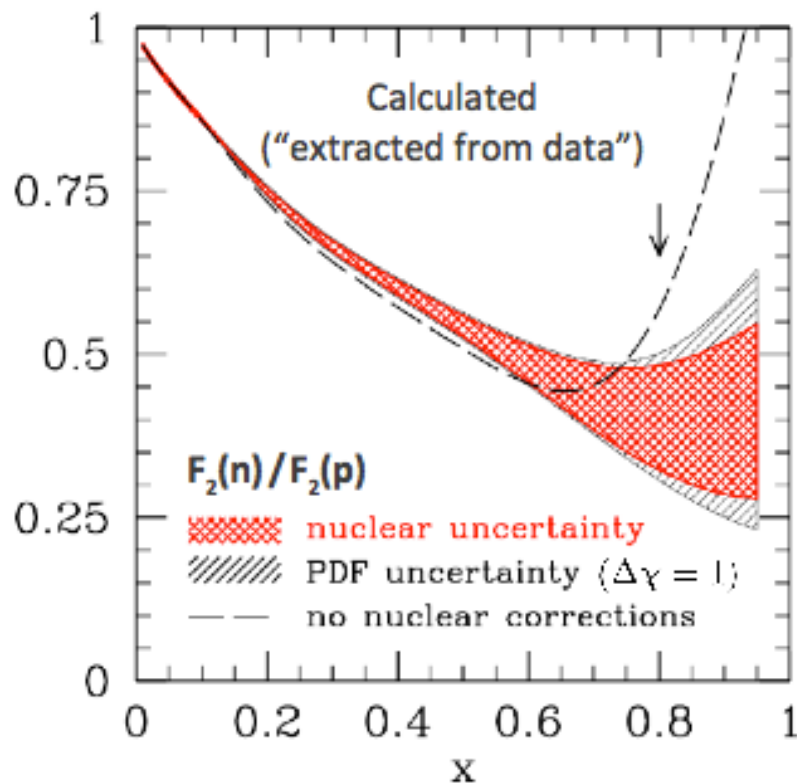 1
Calculated
("extracted from data")
0.75
0.5
F₂(n)/F₂(p)
nuclear uncertainty
0.25
PDF uncertainty (Δχ = 1)
no nuclear corrections
0
0 0.2 0.4 0.6 0.8 1
x